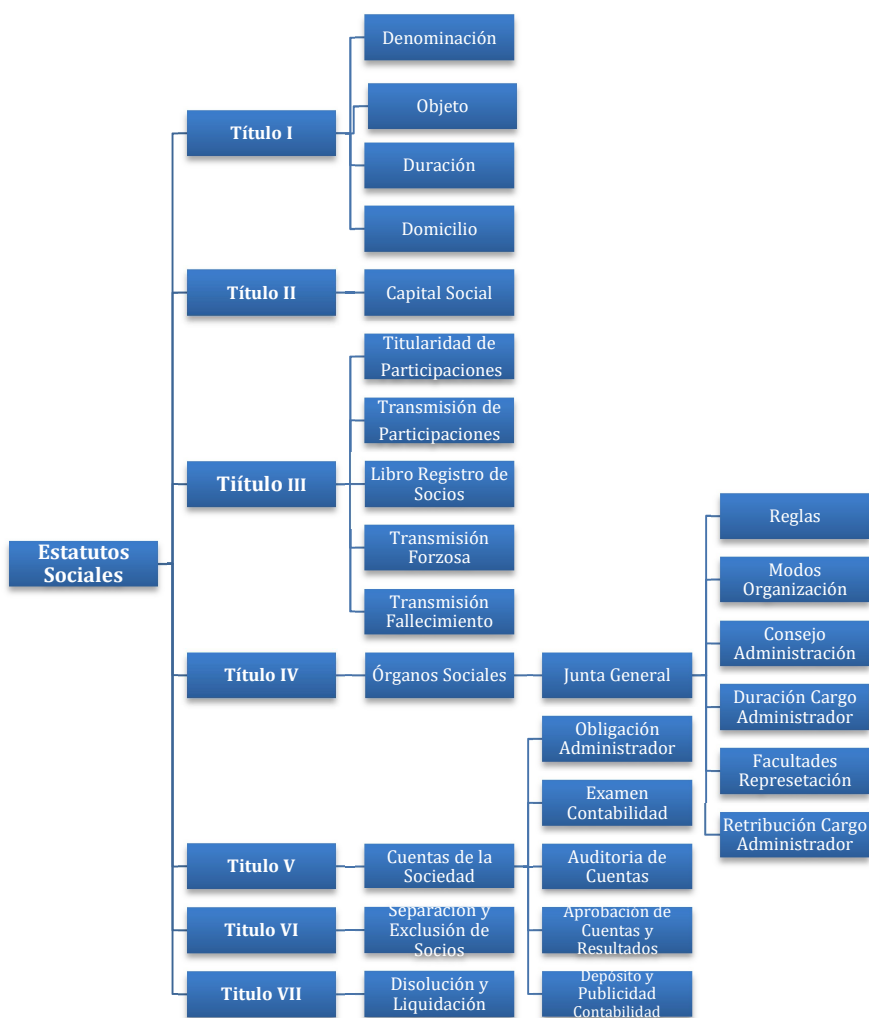 Estatutos
Sociales
Título I
Denominación
Objeto
Duración
Domicilio
Título II
Capital Social
Tiítulo III
Titularidad de
Participaciones
Transmisión de
Participaciones
Libro Registro de
Socios
Transmisión
Forzosa
Transmisión
Fallecimiento
Título IV
Órganos Sociales
Junta General
Reglas
Modos
Organización
Consejo
Administración
Duración Cargo
Administrador
Facultades
Represetación
Retribución Cargo
Administrador
Titulo V
Cuentas de la
Sociedad
Obligación
Administrador
Examen
Contabilidad
Auditoria de
Cuentas
Aprobación de
Cuentas y
Resultados
Depósito y
Publicidad
Contabilidad
Titulo VI
Separación y
Exclusión de
Socios
Titulo VII
Disolución y
Liquidación